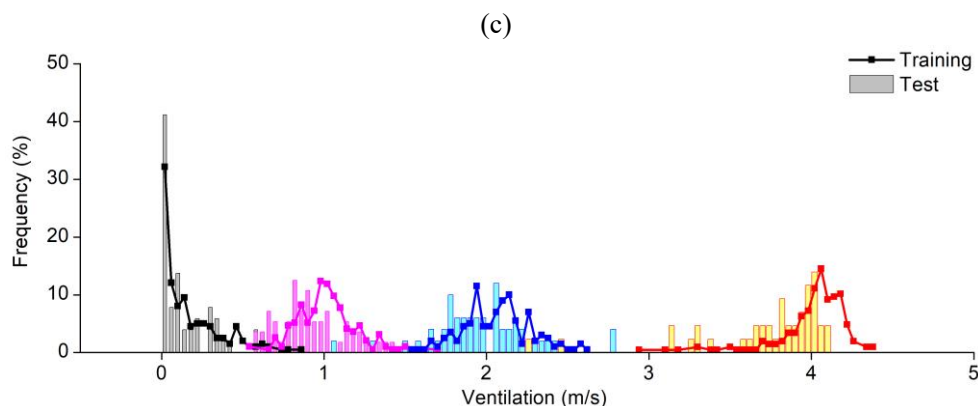 (c)
50
40
30
20
10
0
Frequency (%)
Training
Test
0 1 2 3 4 5
Ventilation (m/s)